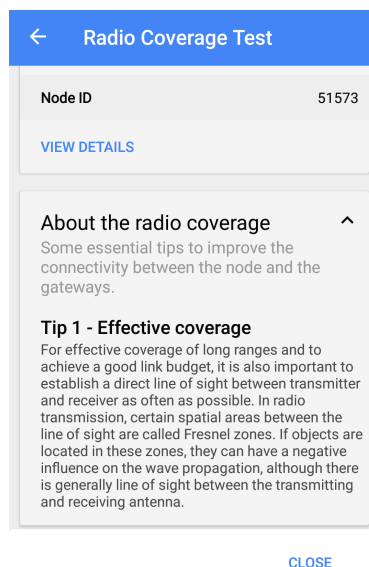 Radio Coverage Test
Node ID 51573
VIEW DETAILS
About the radio coverage
Some essential tips to improve the
connectivity between the node and the
gateways.
Tip 1 - Effective coverage
For effective coverage of long ranges and to
achieve a good link budget, it is also important to
establish a direct line of sight between transmitter
and receiver as often as possible. In radio
transmission, certain spatial areas between the
line of sight are called Fresnel zones. If objects are
located in these zones, they can have a negative
influence on the wave propagation, although there
is generally line of sight between the transmitting
and receiving antenna.
CLOSE